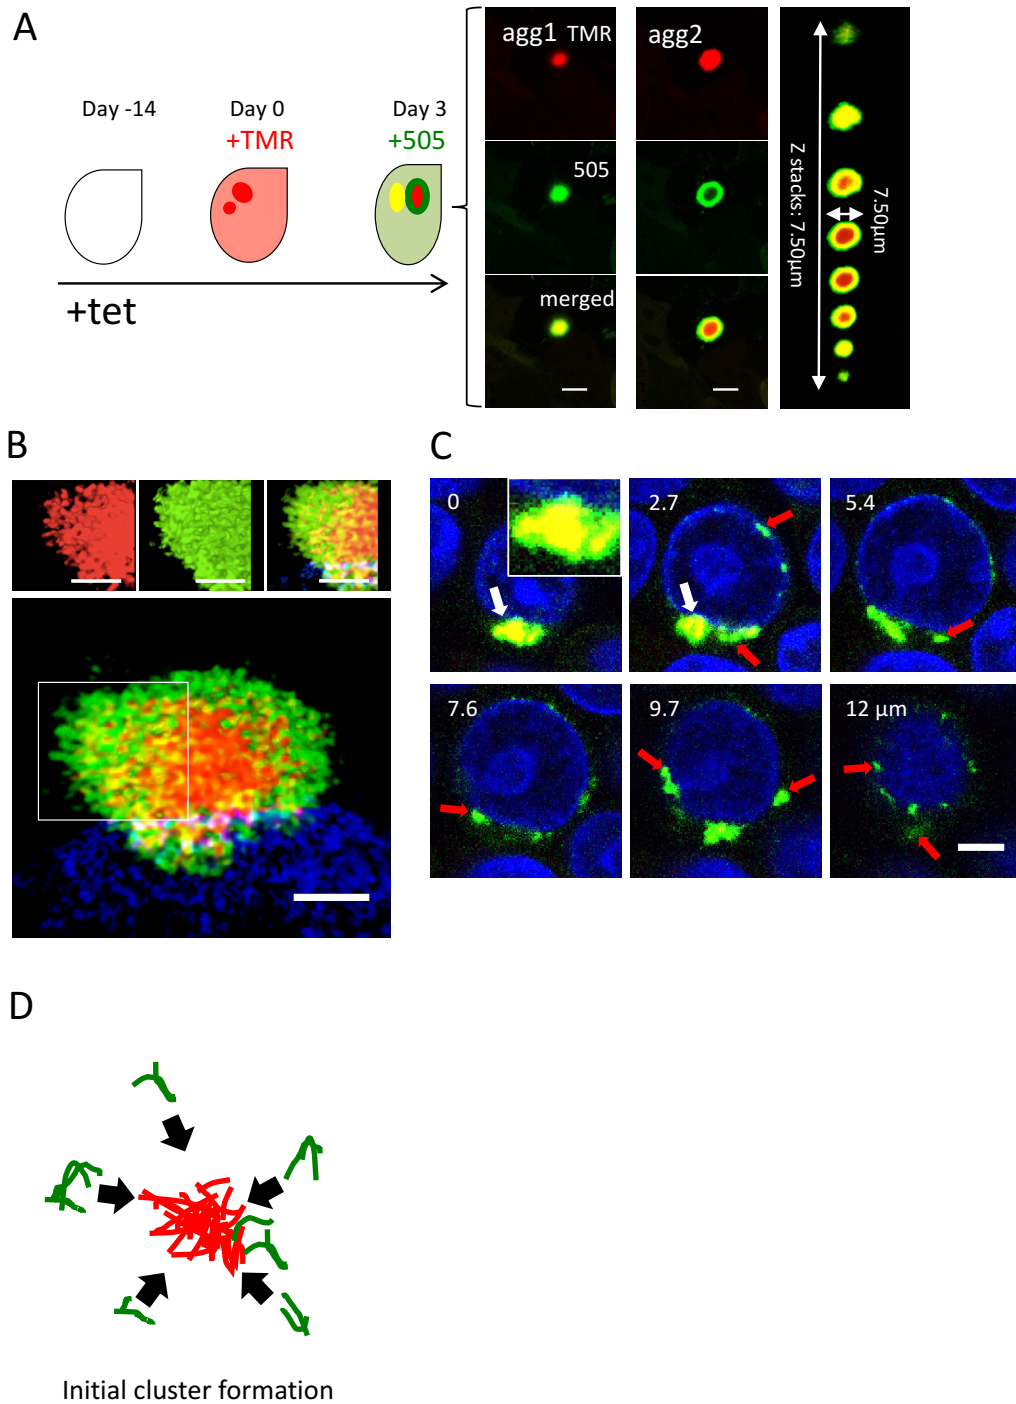 A
Day -14
Day 0
+TMR
Day 3
+505
+tet
agg1 TMR
505
merged
agg2
Z stacks: 7.50µm
7.50µm
B
C
0
2.7
5.4
7.6
9.7
12 µm
D
Initial cluster formation